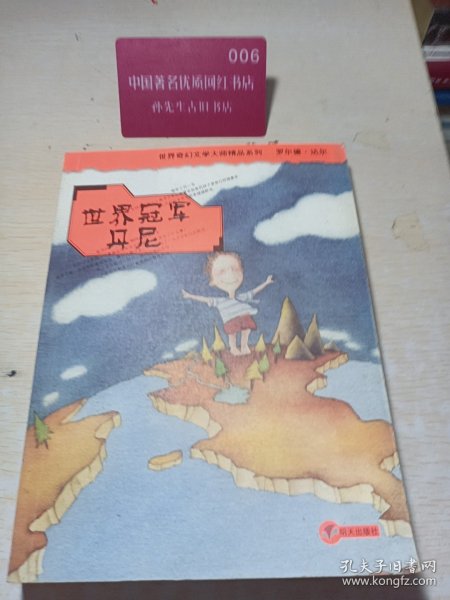 006
中国著名优质网红书店
孙先生古旧书店
世界奇幻文学大师精品系列 罗尔德·达尔
世界冠军
丹尼
明天出版社
孔夫子旧书网
www.kongfz.com